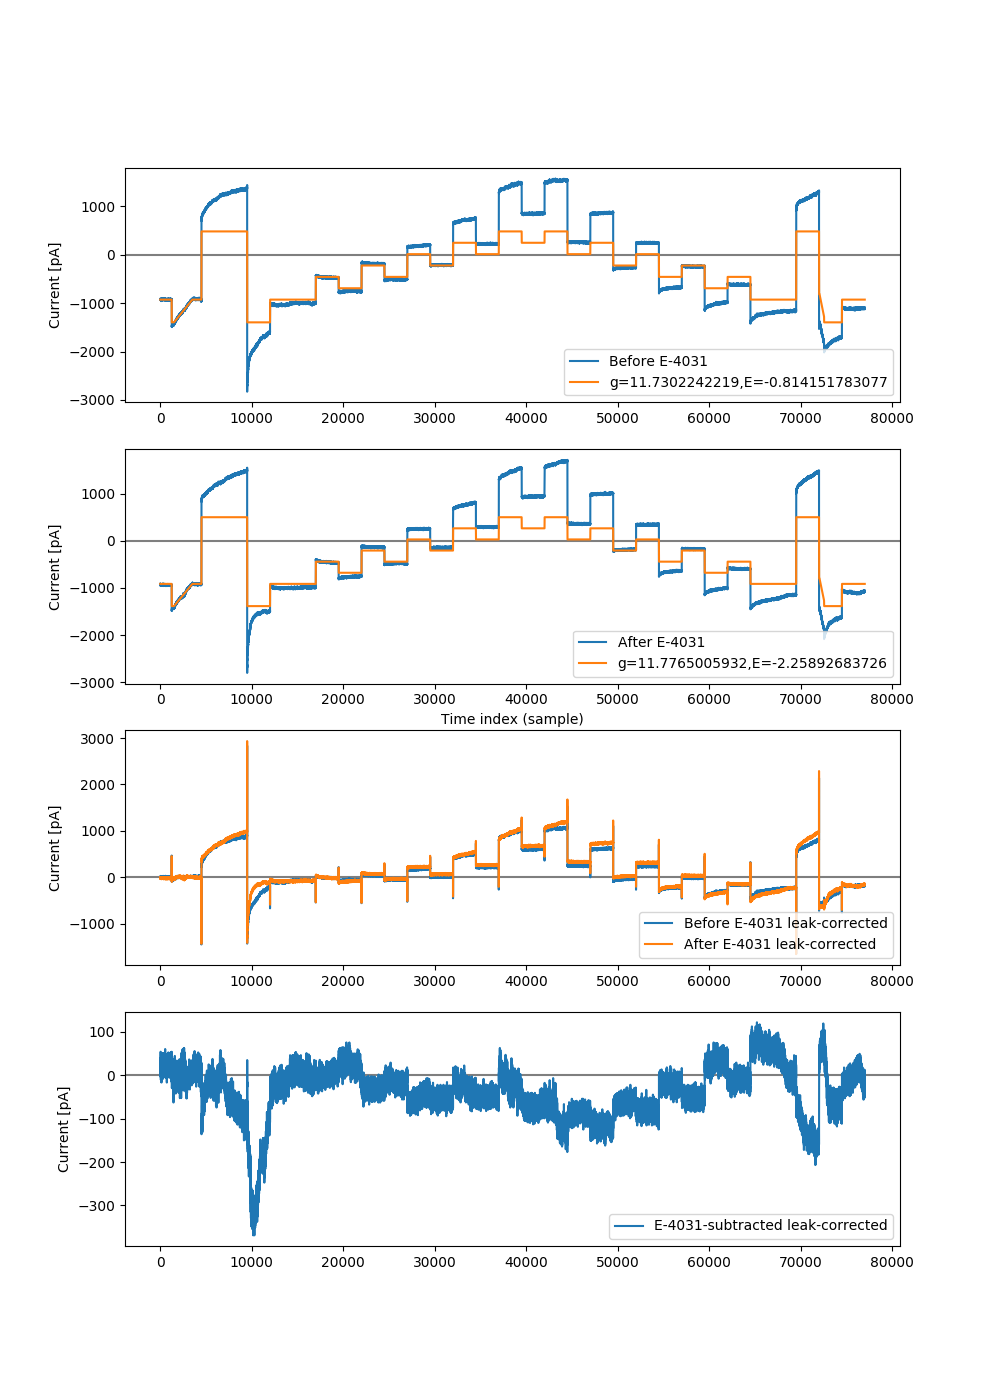 1000
0
−1000
−2000
−3000
Current [pA]
Before E-4031
g=11.7302242219,E=-0.814151783077
0 10000 20000 30000 40000 50000 60000 70000 80000
1000
0
−1000
−2000
−3000
Current [pA]
After E-4031
g=11.7765005932,E=-2.25892683726
0 10000 20000 30000 40000 50000 60000 70000 80000
Time index (sample)
3000
2000
1000
0
−1000
Current [pA]
Before E-4031 leak-corrected
After E-4031 leak-corrected
0 10000 20000 30000 40000 50000 60000 70000 80000
100
0
−100
−200
−300
Current [pA]
E-4031-subtracted leak-corrected
0 10000 20000 30000 40000 50000 60000 70000 80000